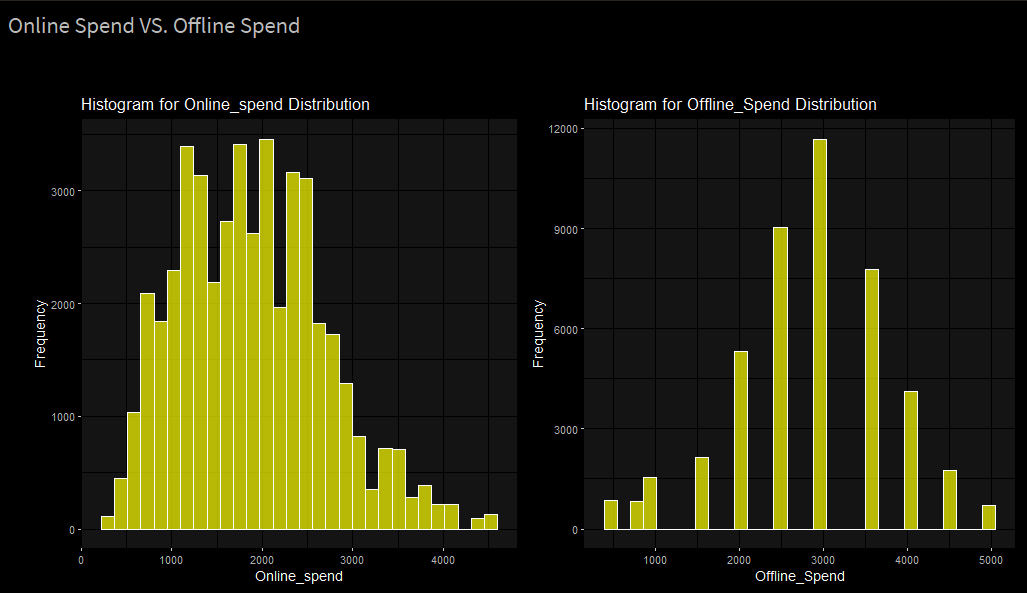 Online Spend VS. Offline Spend
Histogram for Online_spend Distribution
Frequency
3000
2000
1000
0
0 1000 2000 3000 4000
Online_spend
Histogram for Offline_Spend Distribution
Frequency
12000
9000
6000
3000
0
1000 2000 3000 4000 5000
Offline_Spend